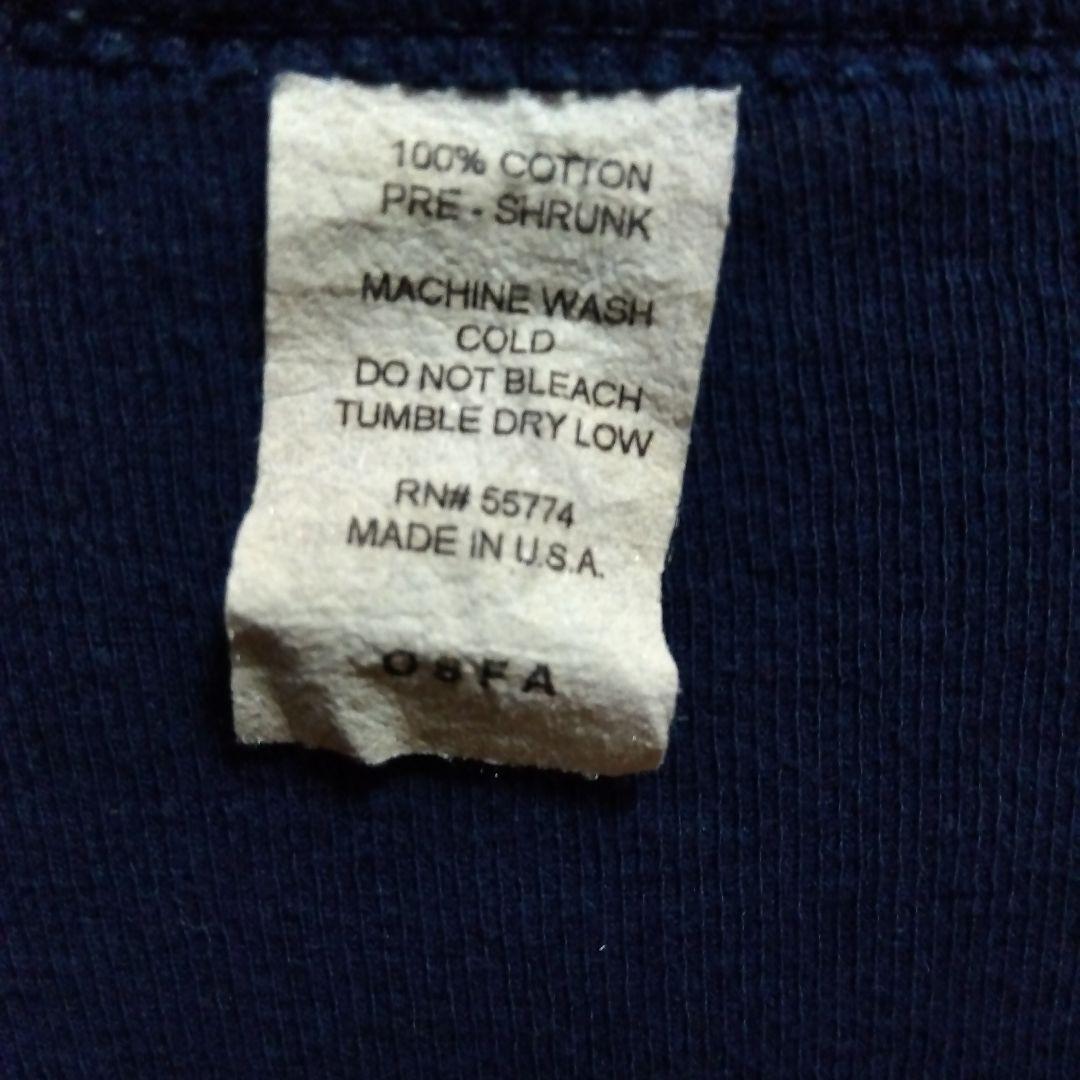 100% COTTON
PRE - SHRUNK
MACHINE WASH
COLD
DO NOT BLEACH
TUMBLE DRY LOW
RN# 55774
MADE IN U.S.A.
OSFA